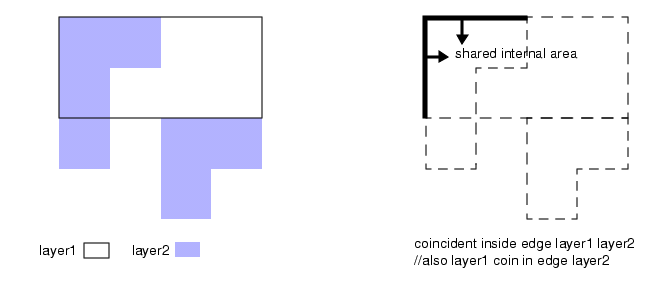 shared internal area
layer1
layer2
coincident inside edge layer1 layer2
//also layer1 coin in edge layer2